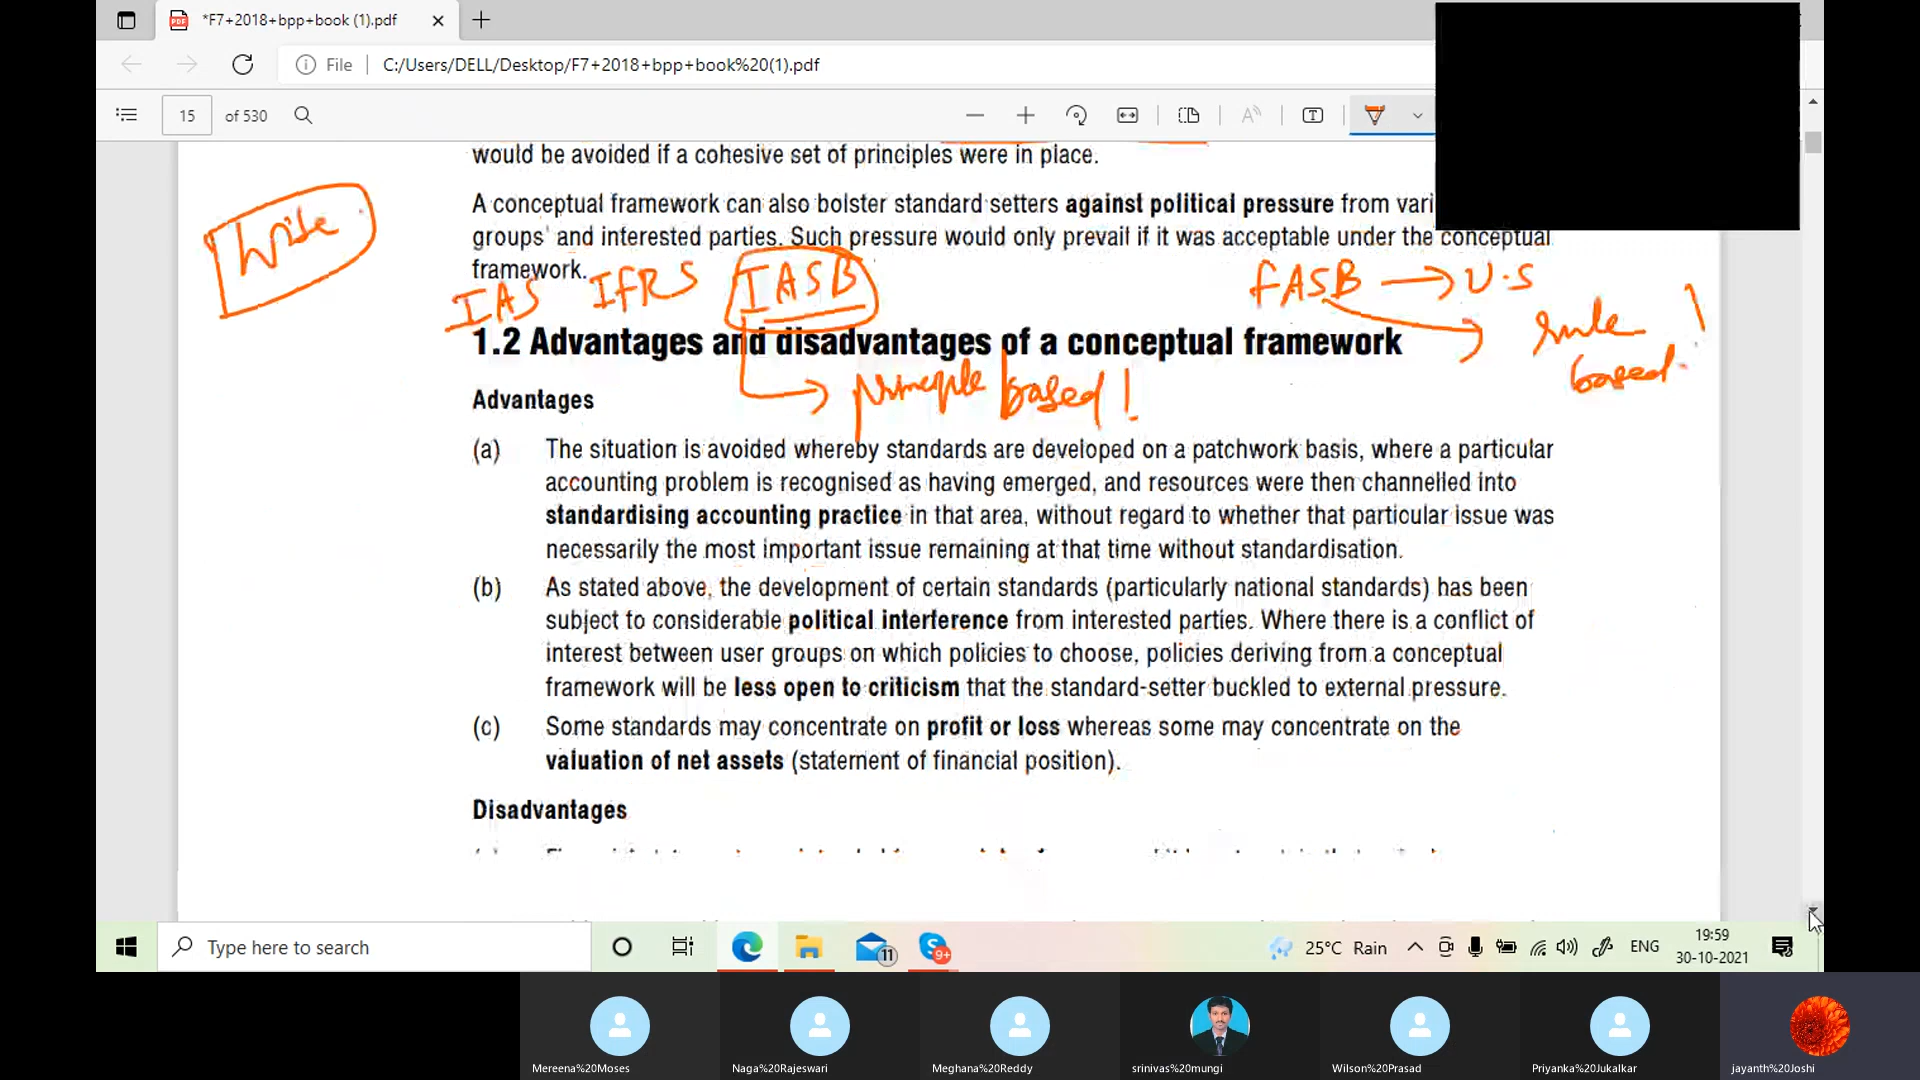 *F7+2018+bpp+book (1).pdf
File C:/Users/DELL/Desktop/F7+2018+bpp+book%20(1).pdf
15 of 530
would be avoided if a cohesive set of principles were in place.
A conceptual framework can also bolster standard setters against political pressure from vari
groups' and interested parties. Such pressure would only prevail if it was acceptable under the conceptual
framework.
IAS IFRS IASB FASB → U.S
1.2 Advantages and disadvantages of a conceptual framework
rule
based.
principle based!
Advantages
(a) The situation is avoided whereby standards are developed on a patchwork basis, where a particular
accounting problem is recognised as having emerged, and resources were then channelled into
standardising accounting practice in that area, without regard to whether that particular issue was
necessarily the most important issue remaining at that time without standardisation.
(b) As stated above, the development of certain standards (particularly national standards) has been
subject to considerable political interference from interested parties. Where there is a conflict of
interest between user groups on which policies to choose, policies deriving from a conceptual
framework will be less open to criticism that the standard-setter buckled to external pressure.
(c) Some standards may concentrate on profit or loss whereas some may concentrate on the
valuation of net assets (statement of financial position).
Disadvantages
Type here to search
11
9+
25°C Rain
ENG
19:59
30-10-2021
Mereena%20Moses
Naga%20Rajeswari
Meghana%20Reddy
srinivas%20mungi
Wilson%20Prasad
Priyanka%20Jukalkar
jayanth%20Joshi